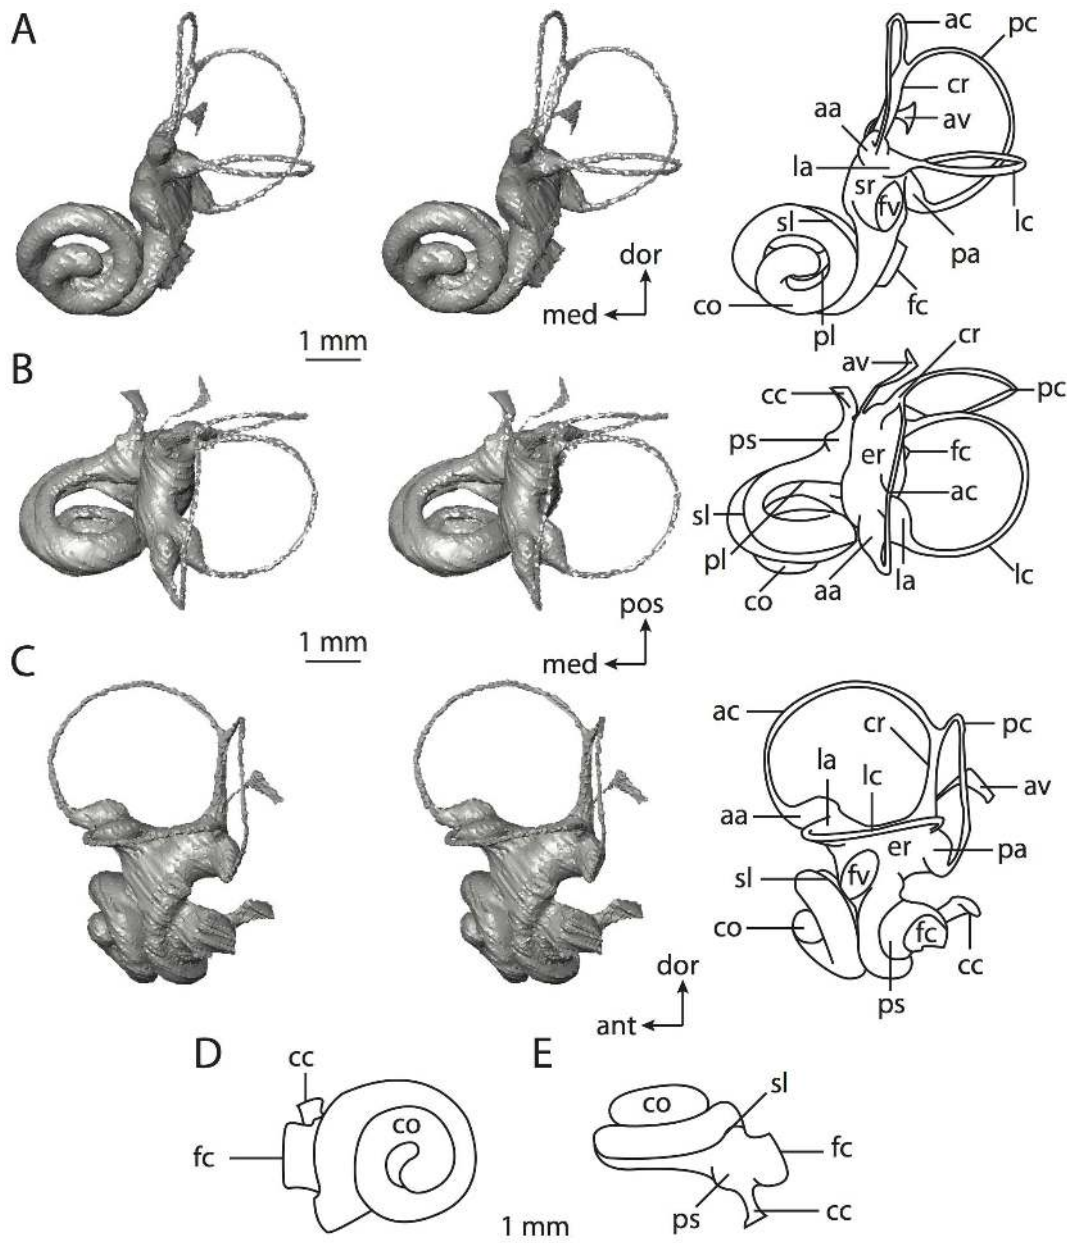 A
ac
pc
cr
aa
av
la
sr
fv
sl
lc
pa
dor
med
co
fc
pl
1 mm
B
cr
av
cc
pc
ps
er
fc
ac
sl
pl
la
lc
aa
co
pos
1 mm
med
C
ac
cr
pc
la
lc
av
aa
er
pa
fv
sl
co
fc
cc
dor
ps
ant
D
E
cc
sl
co
co
fc
fc
ps
cc
1 mm